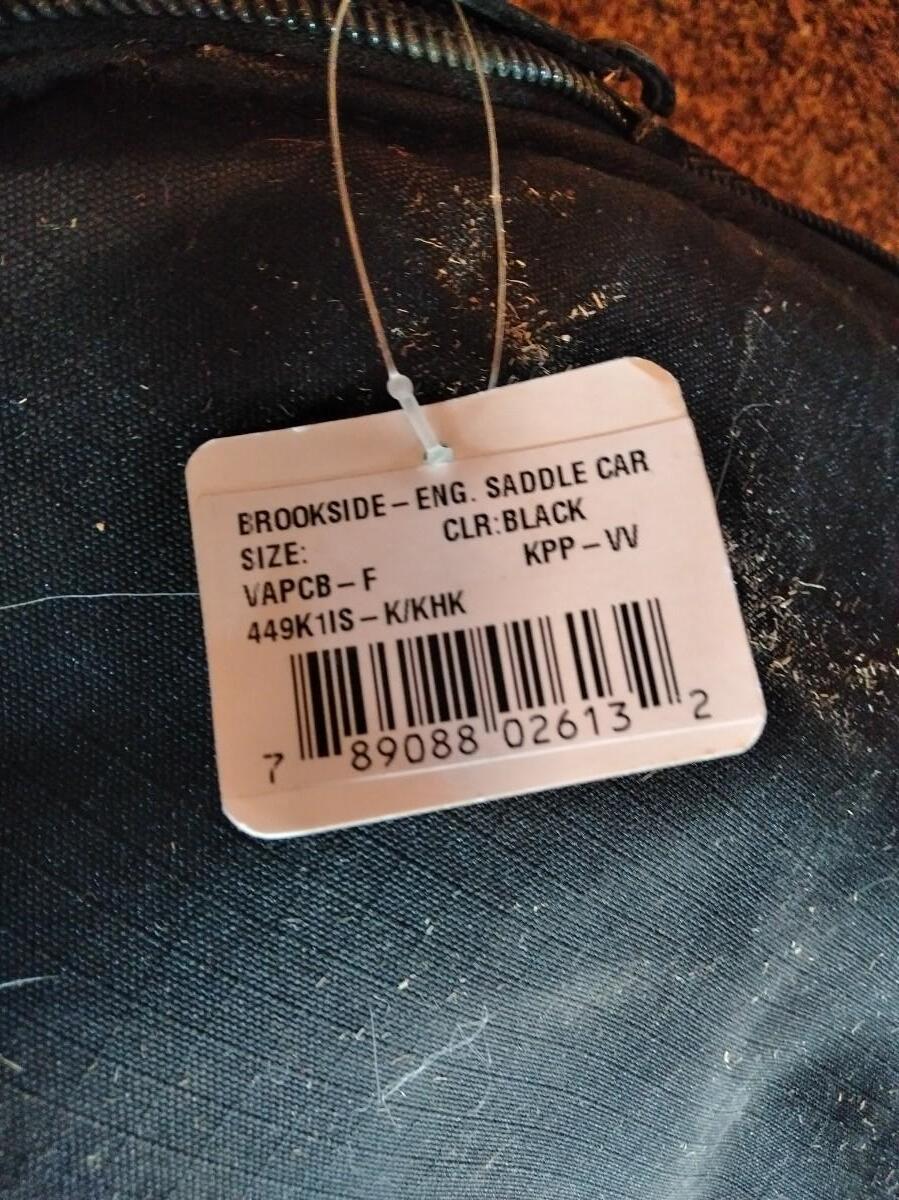 BROOKSIDE-ENG. SADDLE CAR
SIZE: CLR:BLACK
VAPCB-F KPP-VV
449K1IS-K/KHK
7 89088 02613 2